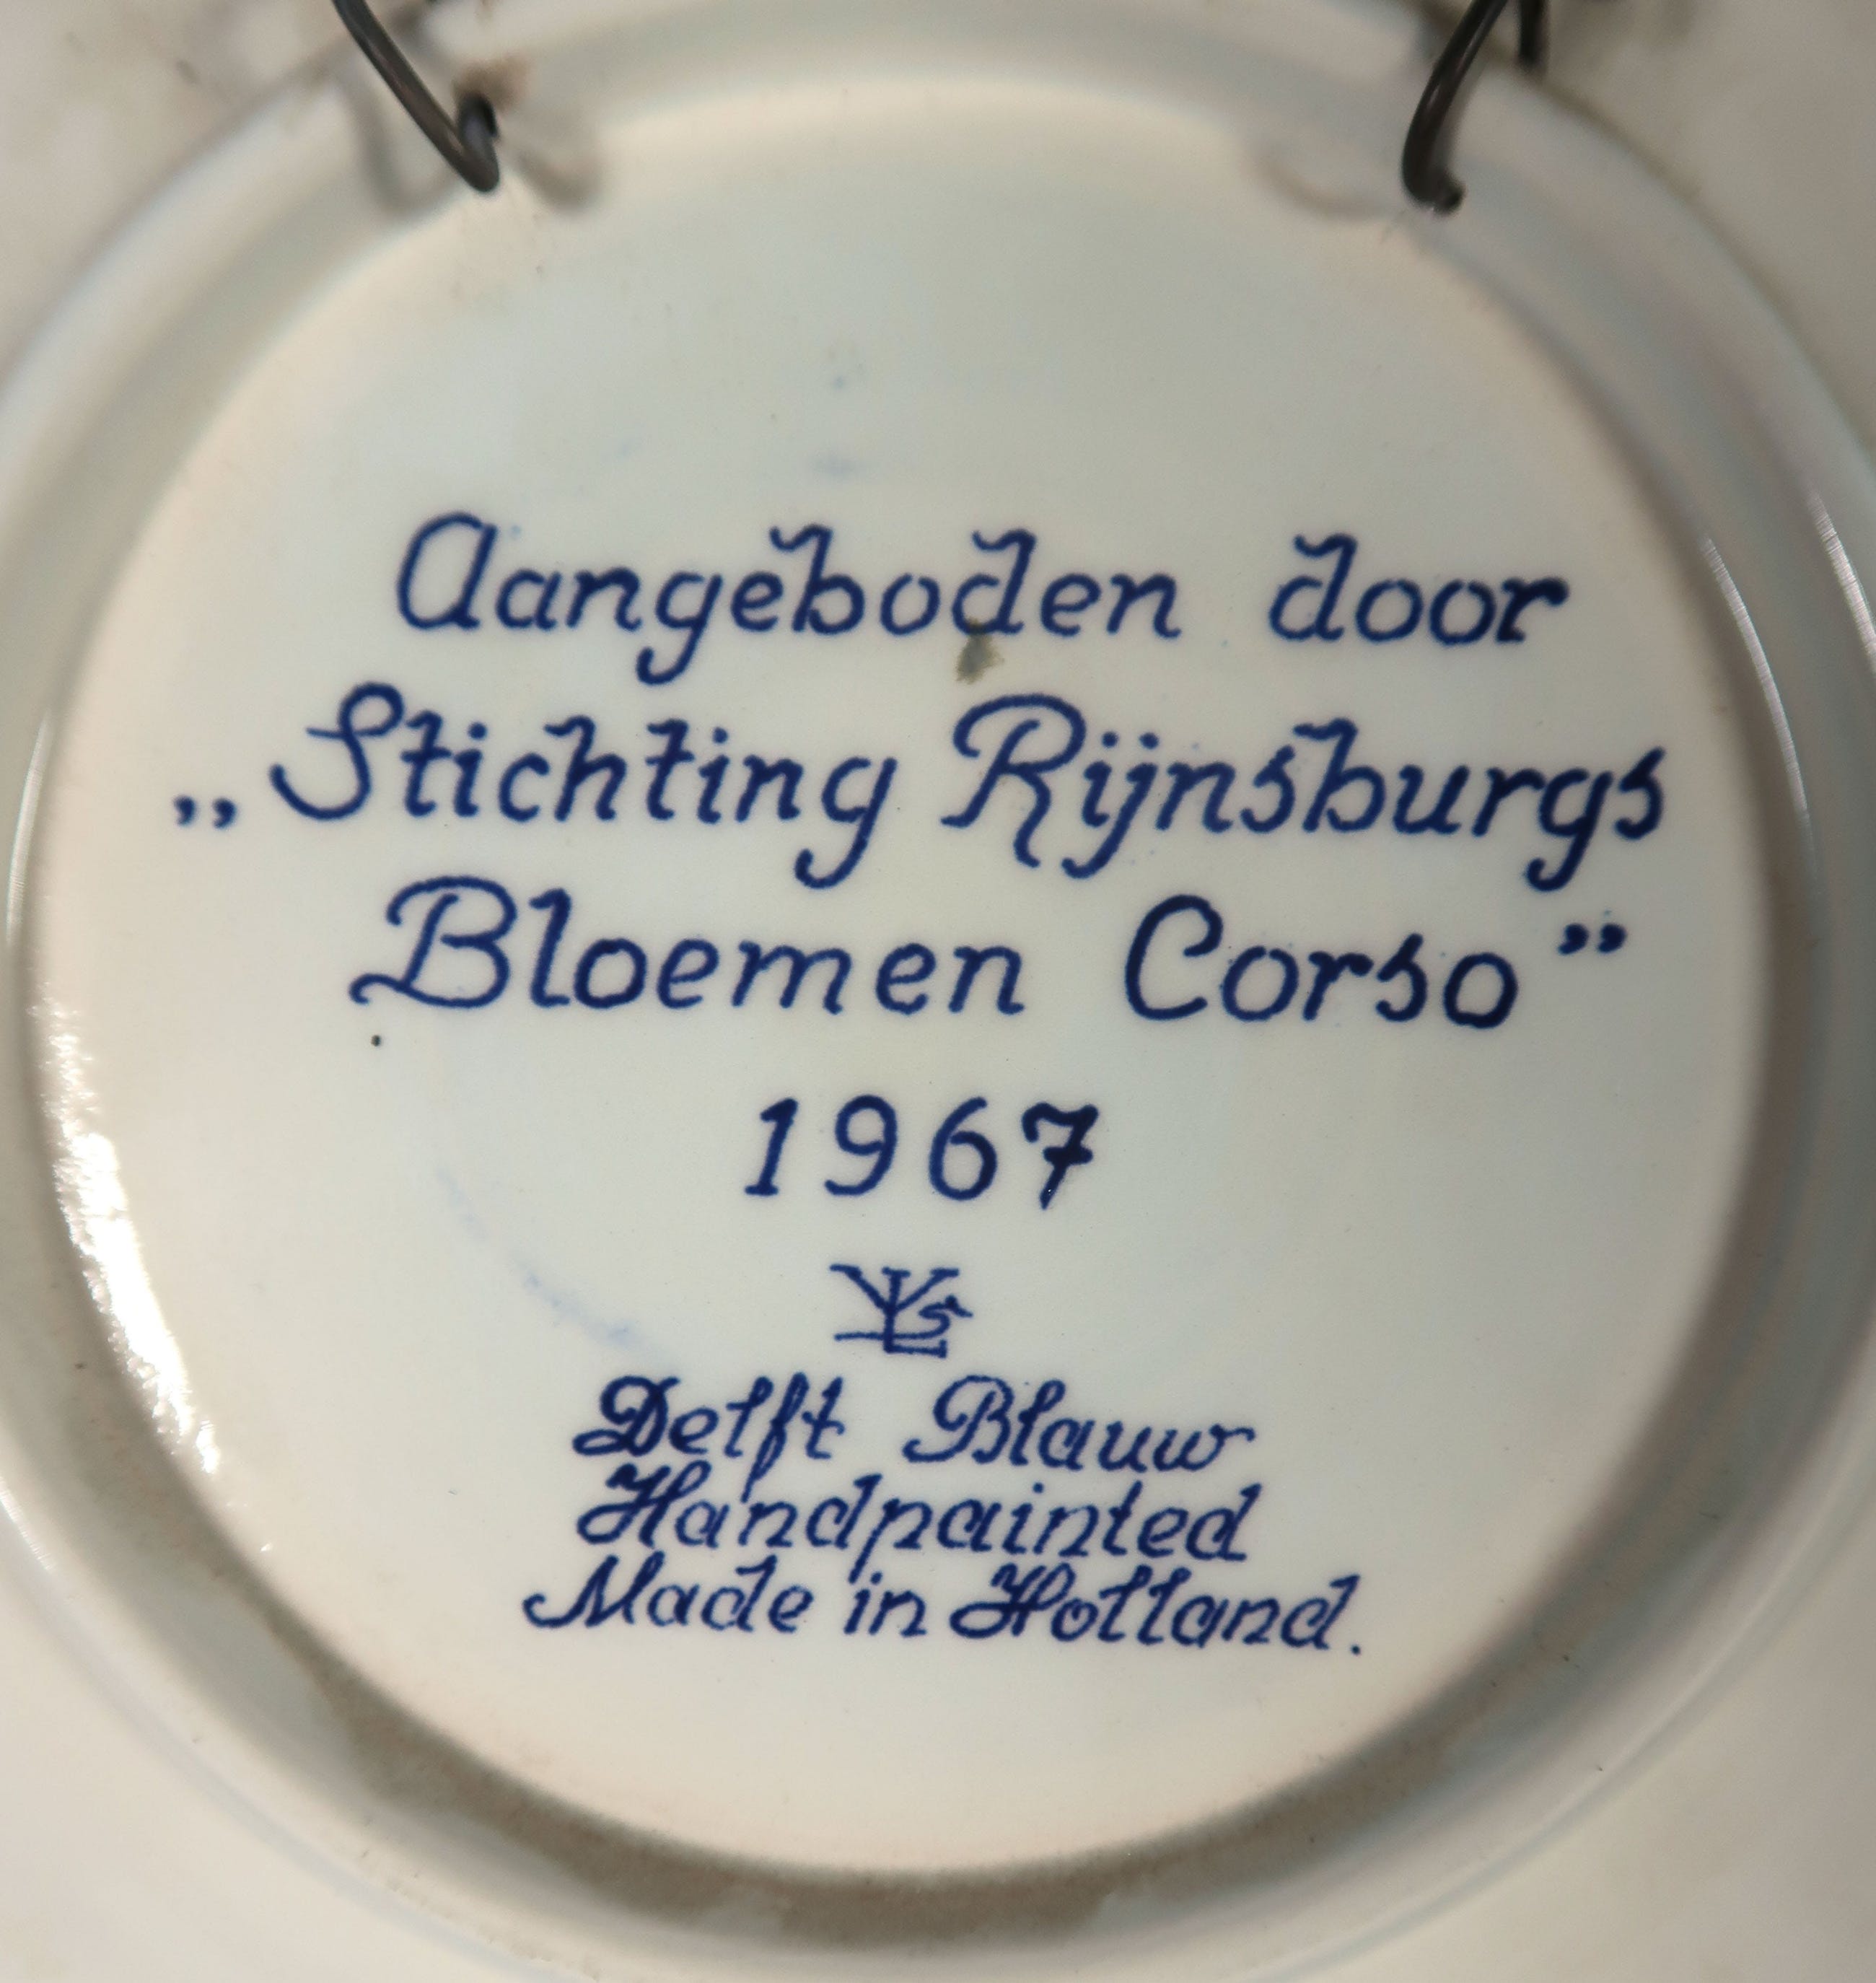 Aangeboden door
„Stichting Rijnsburgs
Bloemen Corso”
1967
Delft Blauw
Handpainted
Made in Holland.